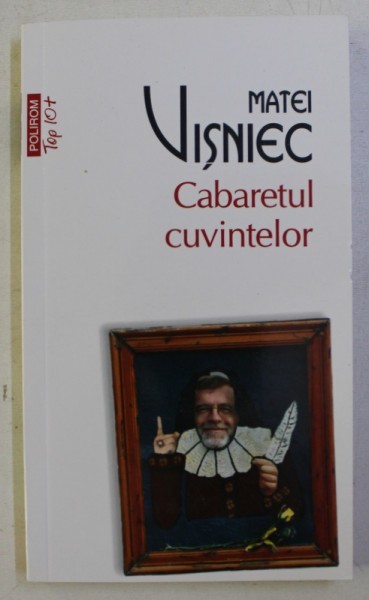 POLIROM
Top 10+
MATEI
VIȘNIEC
Cabaretul
cuvintelor